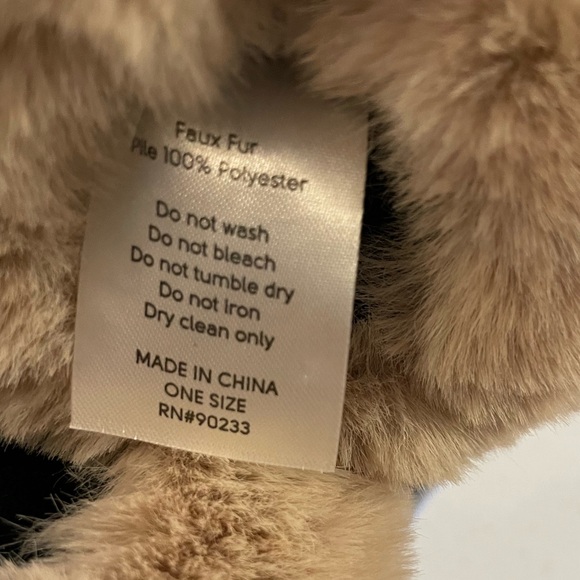 Faux Fur
Pile 100% Polyester
Do not wash
Do not bleach
Do not tumble dry
Do not Iron
Dry clean only
MADE IN CHINA
ONE SIZE
RN#90233